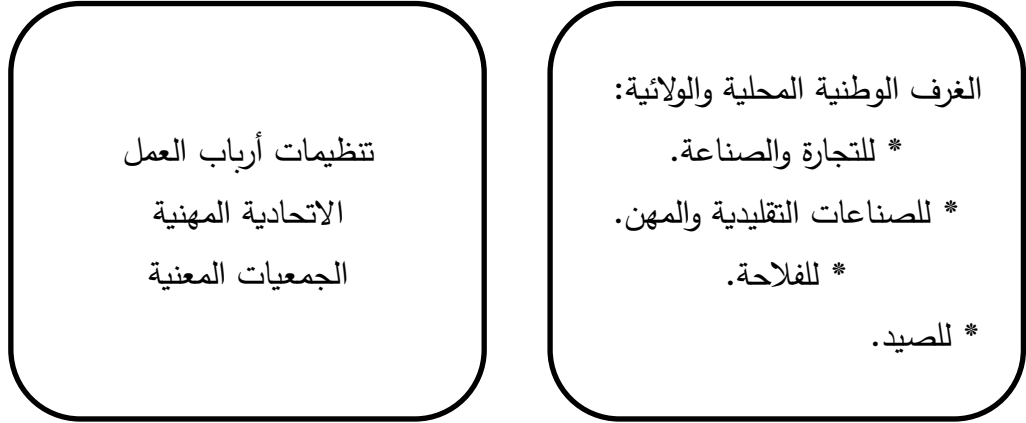 الغرف الوطنية المحلية والولائية:
* للتجارة والصناعة.
* للصناعات التقليدية والمهن.
* للفلاحة.
* للصيد.
تنظيمات أرباب العمل
الاتحادية المهنية
الجمعيات المعنية